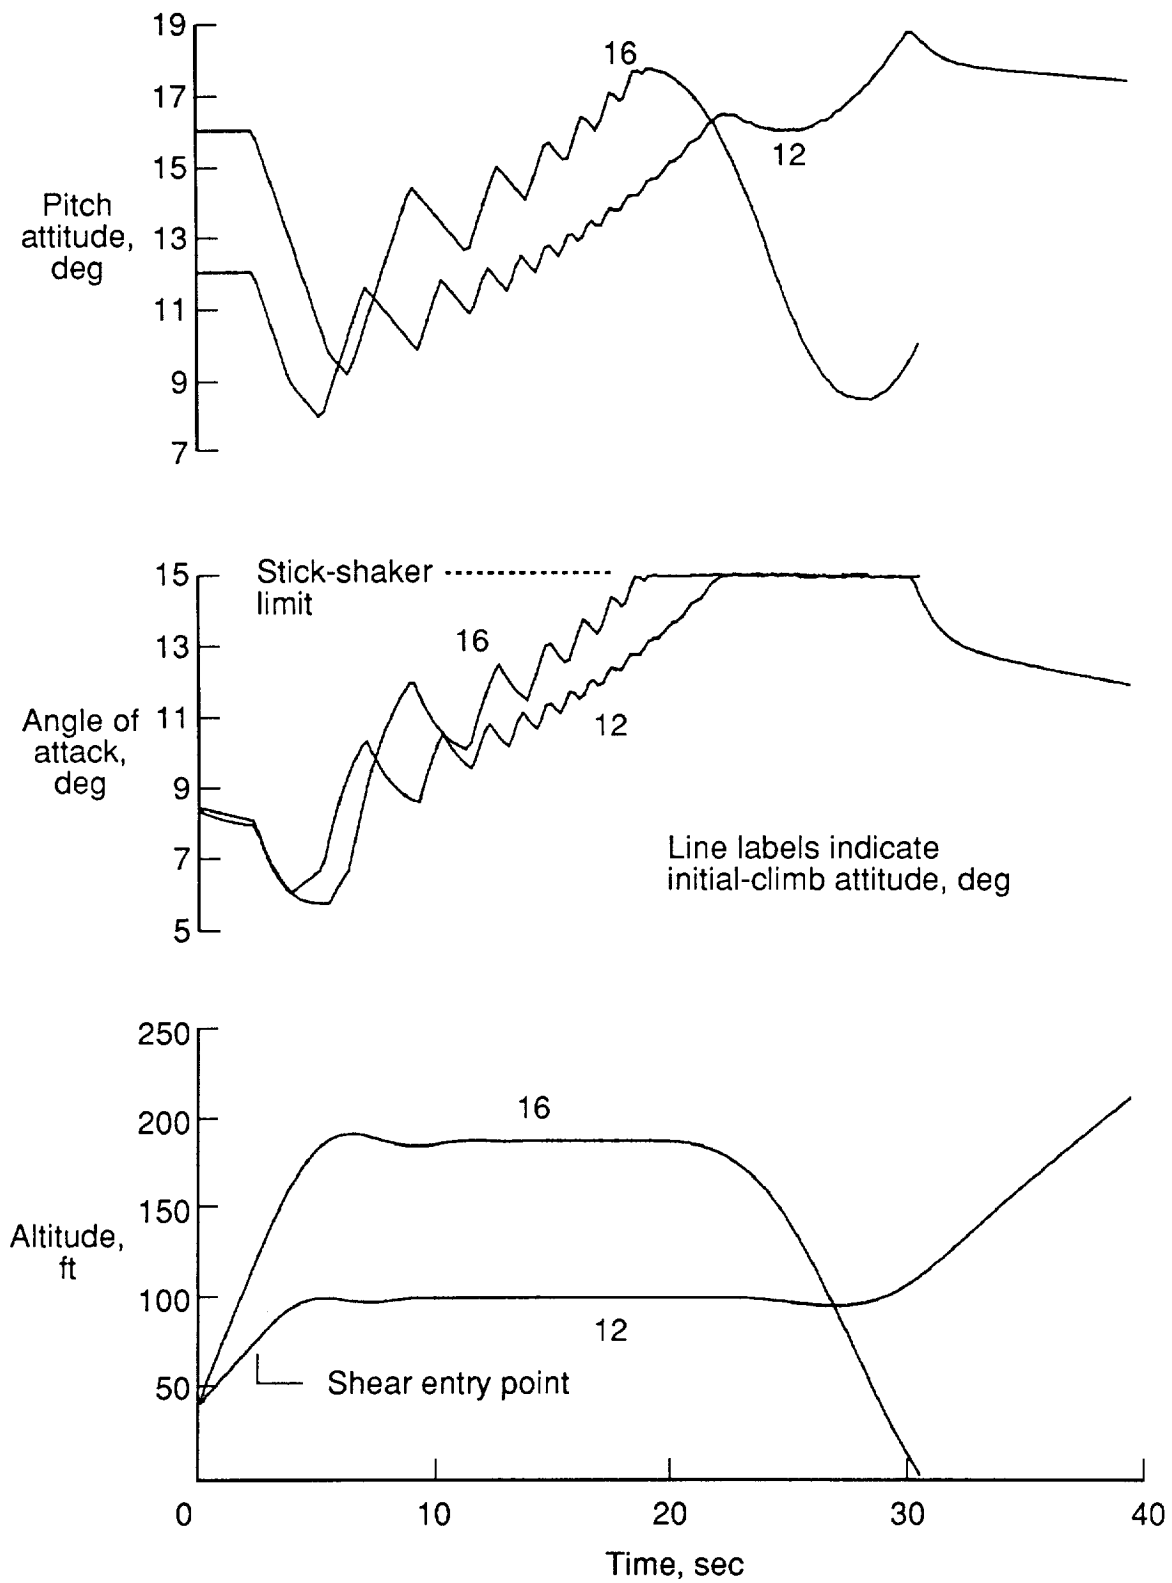 19
16
17
15
12
Pitch
attitude,
deg
13
11
9
7
15
Stick-shaker
limit
13
16
Angle of
attack,
deg
11
12
9
7
Line labels indicate
initial-climb attitude, deg
5
250
200
16
150
Altitude,
ft
100
12
50
Shear entry point
0 10 20 30 40
Time, sec